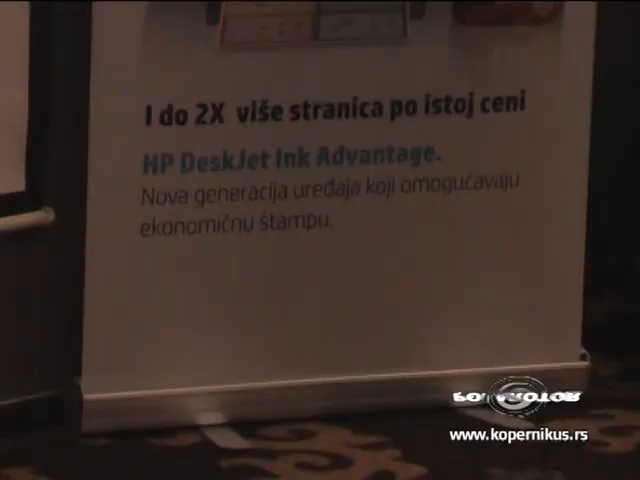 I do 2X više stranica po istoj ceni
HP DeskJet Ink Advantage.
Nova generacija uređaja koji omogućavaju
ekonomičnu štampu.
www.kopernikus.rs